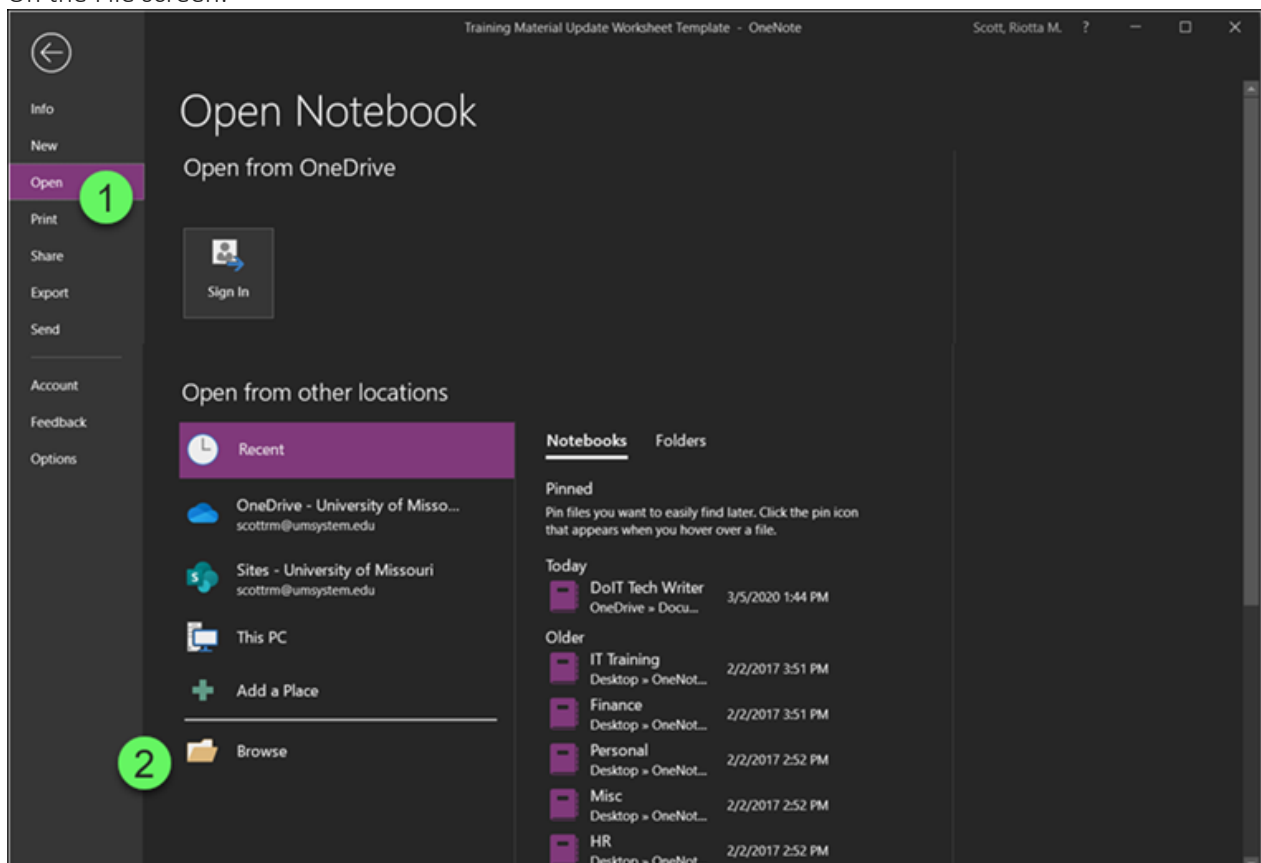 On the File screen:
Training Material Update Worksheet Template - OneNote
Scott, Riotta M. ?
Info
New
Open
1
Print
Share
Export
Send
Account
Feedback
Options
Open Notebook
Open from OneDrive
Sign In
Open from other locations
Recent
OneDrive - University of Misso...
scottrm@umsystem.edu
Sites - University of Missouri
scottrm@umsystem.edu
This PC
Add a Place
2
Browse
Notebooks Folders
Pinned
Pin files you want to easily find later. Click the pin icon
that appears when you hover over a file.
Today
DoIT Tech Writer
OneDrive » Docu...
3/5/2020 1:44 PM
Older
IT Training
Desktop » OneNot...
2/2/2017 3:51 PM
Finance
Desktop » OneNot...
2/2/2017 3:51 PM
Personal
Desktop » OneNot...
2/2/2017 2:52 PM
Misc
Desktop » OneNot...
2/2/2017 2:52 PM
HR
Desktop » OneNot...
2/2/2017 2:52 PM